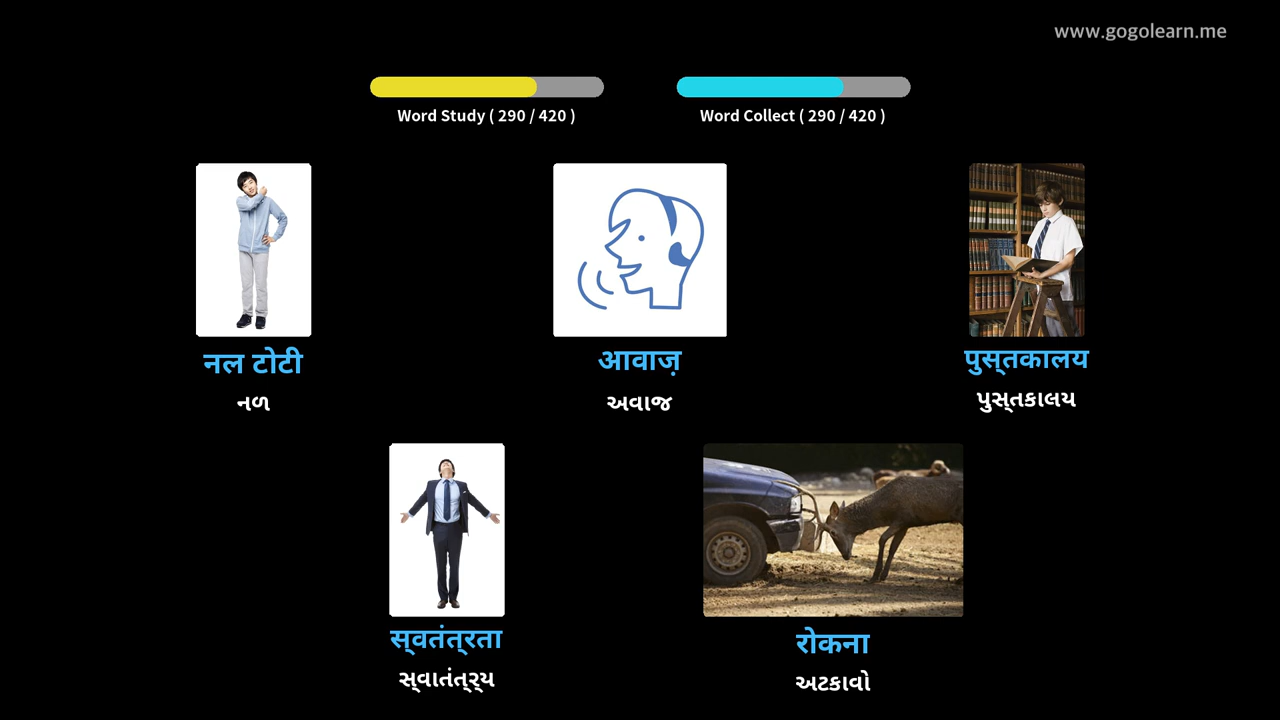 www.gogolearn.me
Word Study ( 290 / 420 )
Word Collect ( 290 / 420 )
नल टोटी
નળ
आवाज़
અવાજ
पुस्तकालय
પુસ્તકાલય
स्वतंत्रता
સ્વાતંત્ર્ય
रोकना
અટકાવો